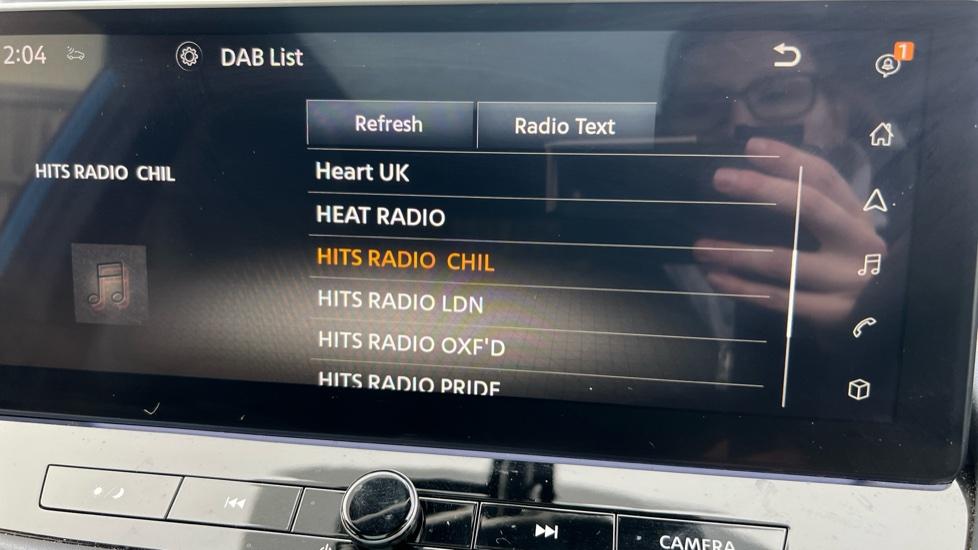 2:04
DAB List
1
Refresh
Radio Text
HITS RADIO CHIL
Heart UK
HEAT RADIO
HITS RADIO CHIL
HITS RADIO LDN
HITS RADIO OXF'D
HITS RADIO PRIDE
CAMERA